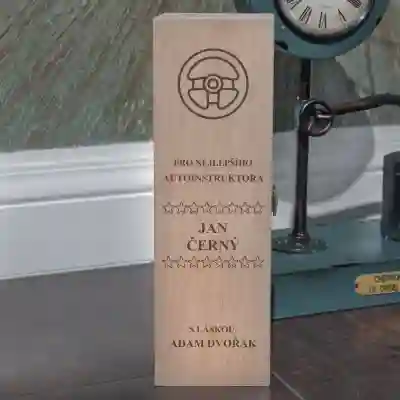 PRO NEJLEPŠÍHO
AUTOINSTRUKTORA
JAN
ČERNÝ
S LÁSKOU
ADAM DVOŘÁK